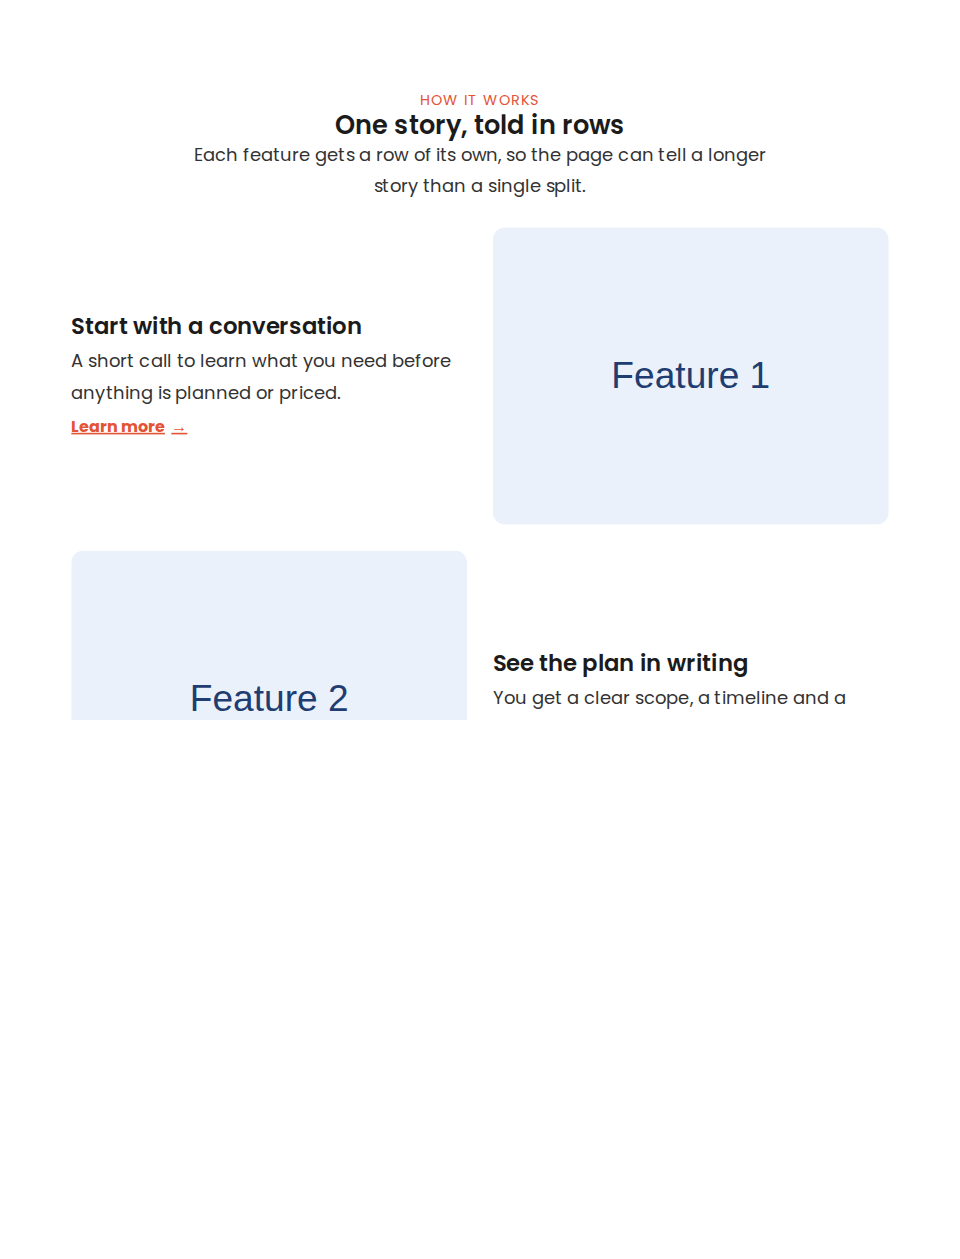 HOW IT WORKS
One story, told in rows
Each feature gets a row of its own, so the page can tell a longer
story than a single split.
Start with a conversation
A short call to learn what you need before
anything is planned or priced.
Learn more →
Feature 1
Feature 2
See the plan in writing
You get a clear scope, a timeline and a